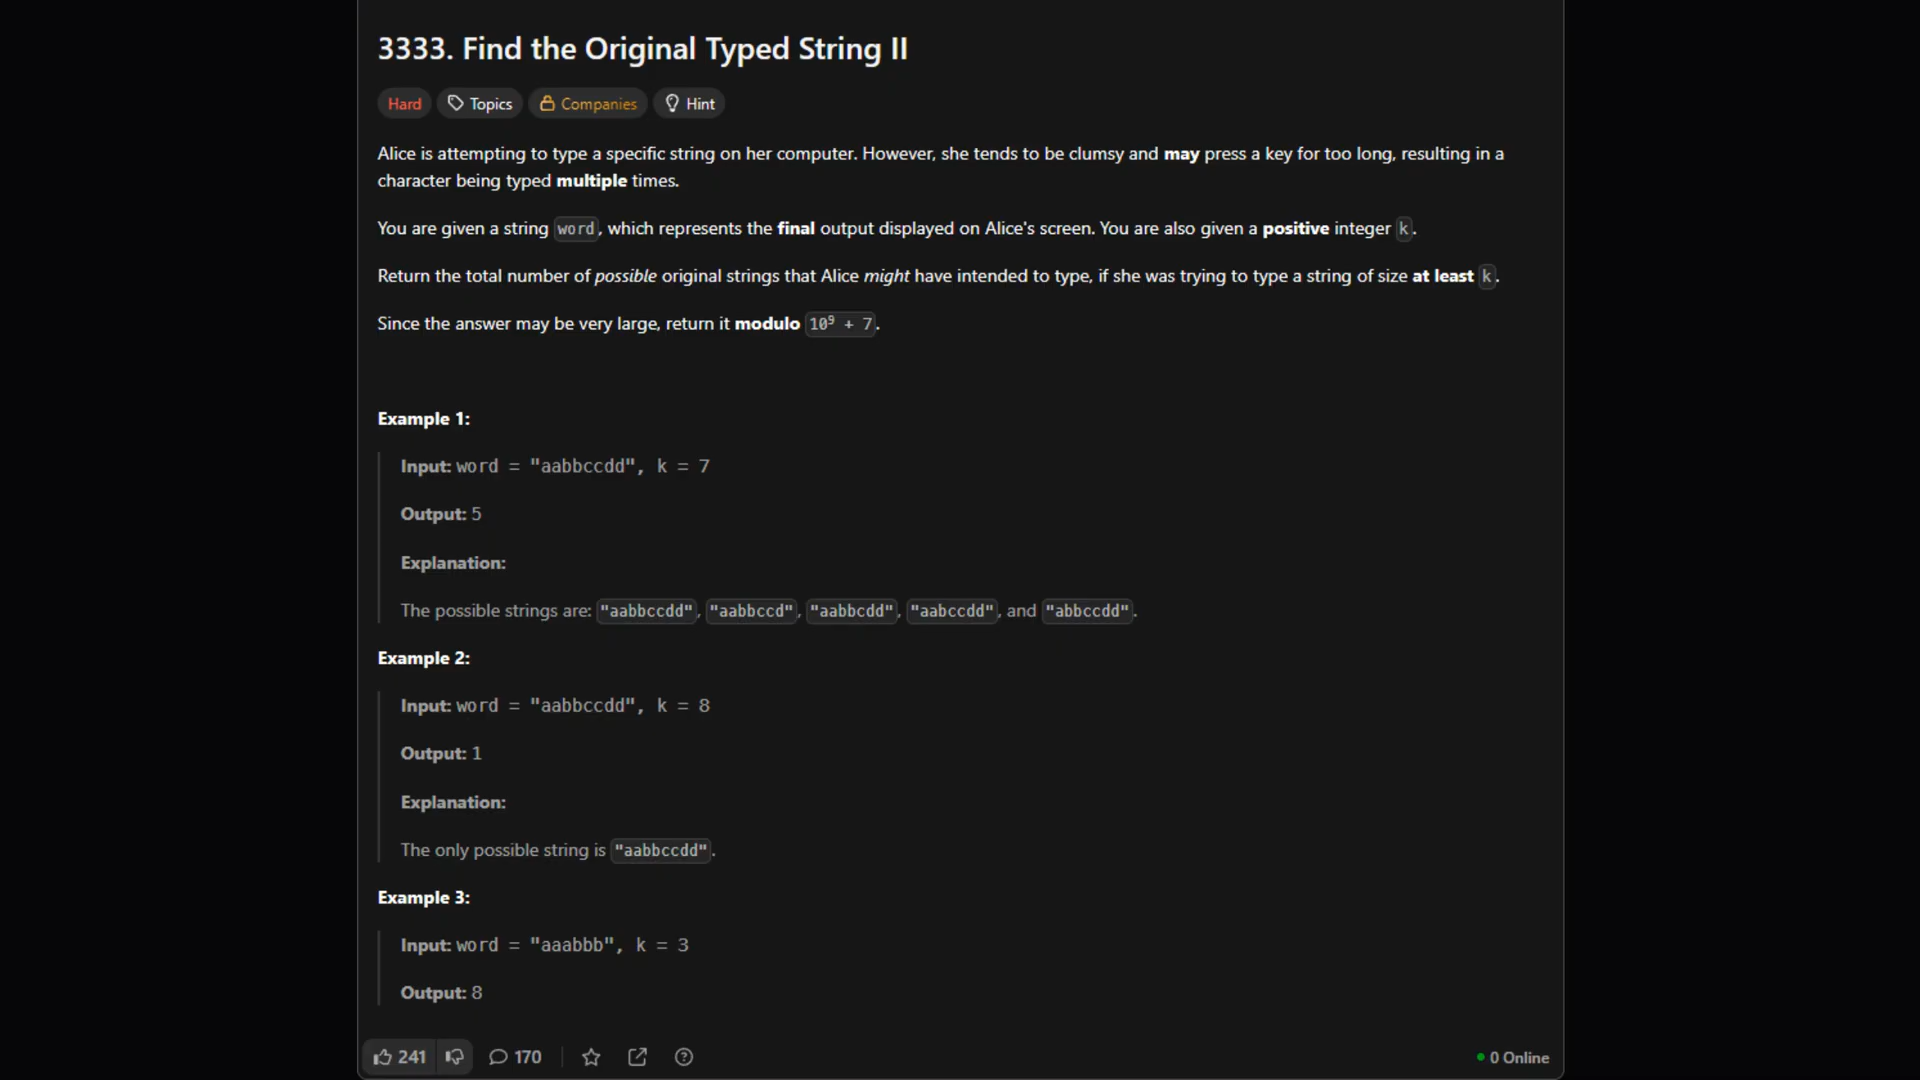 3333. Find the Original Typed String II
Hard Topics Companies Hint
Alice is attempting to type a specific string on her computer. However, she tends to be clumsy and may press a key for too long, resulting in a
character being typed multiple times.
You are given a string word, which represents the final output displayed on Alice's screen. You are also given a positive integer k.
Return the total number of possible original strings that Alice might have intended to type, if she was trying to type a string of size at least k.
Since the answer may be very large, return it modulo 10⁹ + 7.
Example 1:
Input: word = "aabbccdd", k = 7
Output: 5
Explanation:
The possible strings are: "aabbccdd", "aabbccd", "aabbcdd", "aabccdd", and "abbccdd".
Example 2:
Input: word = "aabbccdd", k = 8
Output: 1
Explanation:
The only possible string is "aabbccdd".
Example 3:
Input: word = "aaabbb", k = 3
Output: 8
241 170 0 Online